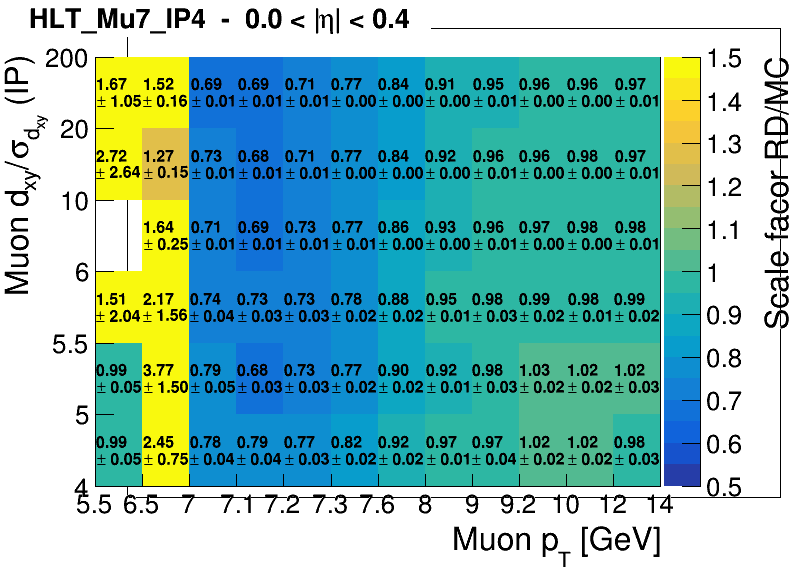 HLT_Mu7_IP4 - 0.0 < |η| < 0.4
Muon d_xy/σ_d_xy (IP)
200
20
10
6
5.5
5
4
1.67 1.52 0.69 0.69 0.71 0.77 0.84 0.91 0.95 0.96 0.96 0.97
± 1.05 ± 0.16 ± 0.01 ± 0.01 ± 0.01 ± 0.00 ± 0.00 ± 0.00 ± 0.01 ± 0.00 ± 0.00 ± 0.01
2.72 1.27 0.73 0.68 0.71 0.77 0.84 0.92 0.96 0.96 0.98 0.97
± 2.64 ± 0.15 ± 0.01 ± 0.01 ± 0.01 ± 0.00 ± 0.00 ± 0.00 ± 0.01 ± 0.00 ± 0.00 ± 0.01
1.64 0.71 0.69 0.73 0.77 0.86 0.93 0.96 0.97 0.98 0.98
± 0.25 ± 0.01 ± 0.01 ± 0.01 ± 0.01 ± 0.00 ± 0.00 ± 0.01 ± 0.00 ± 0.00 ± 0.01
1.51 2.17 0.74 0.73 0.73 0.78 0.88 0.95 0.98 0.99 0.98 0.99
± 2.04 ± 1.56 ± 0.04 ± 0.03 ± 0.03 ± 0.02 ± 0.02 ± 0.01 ± 0.03 ± 0.02 ± 0.01 ± 0.02
0.99 3.77 0.79 0.68 0.73 0.77 0.90 0.92 0.98 1.03 1.02 1.02
± 0.05 ± 1.50 ± 0.05 ± 0.03 ± 0.03 ± 0.02 ± 0.02 ± 0.01 ± 0.03 ± 0.02 ± 0.02 ± 0.03
0.99 2.45 0.78 0.79 0.77 0.82 0.92 0.97 0.97 1.02 1.02 0.98
± 0.05 ± 0.75 ± 0.04 ± 0.04 ± 0.03 ± 0.02 ± 0.02 ± 0.01 ± 0.04 ± 0.02 ± 0.02 ± 0.03
5.5 6.5 7 7.1 7.2 7.3 7.6 8 9 9.2 10 12 14
Muon p_T [GeV]
1.5
1.4
1.3
1.2
1.1
1
0.9
0.8
0.7
0.6
0.5
Scale facor RD/MC